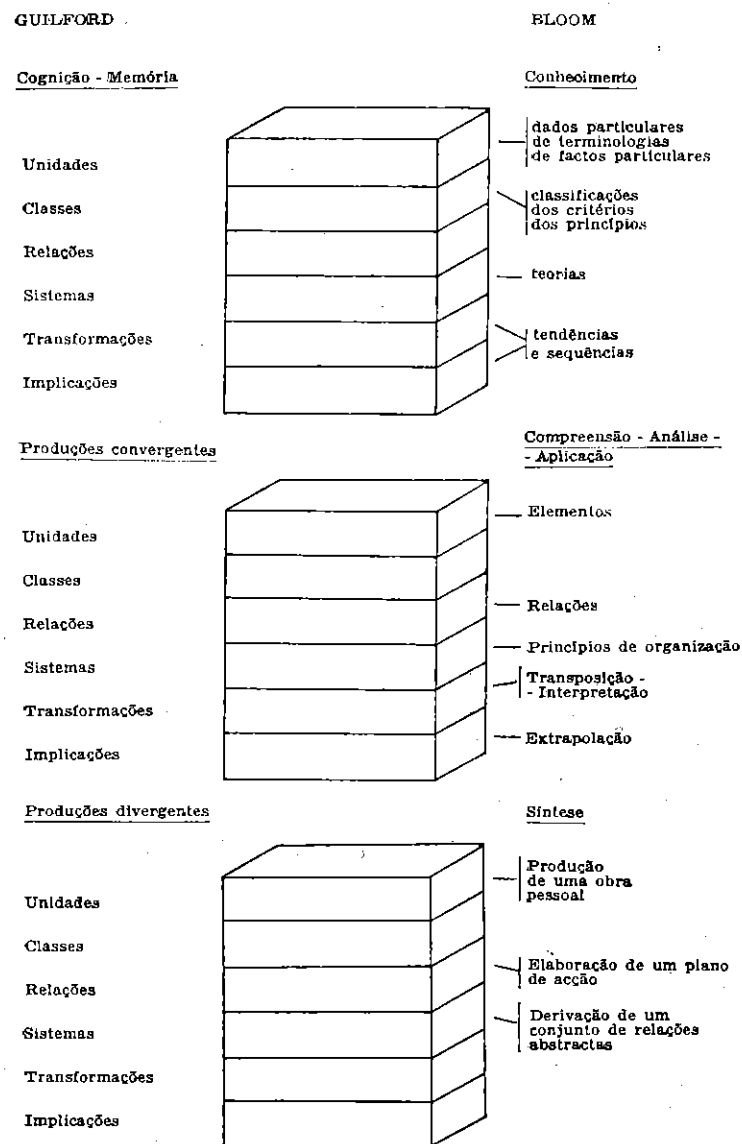 GUILFORD
BLOOM
Cognição - Memória
Conhecimento
dados particulares
de terminologias
de factos particulares
Unidades
classificações
dos critérios
dos princípios
Classes
Relações
teorias
Sistemas
tendências
e sequências
Transformações
Implicações
Produções convergentes
Compreensão - Análise -
- Aplicação
Elementos
Unidades
Classes
Relações
Relações
Princípios de organização
Sistemas
Transposição -
- Interpretação
Transformações
Extrapolação
Implicações
Produções divergentes
Síntese
Produção
de uma obra
pessoal
Unidades
Classes
Elaboração de um plano
de acção
Relações
Derivação de um
conjunto de relações
abstractas
Sistemas
Transformações
Implicações